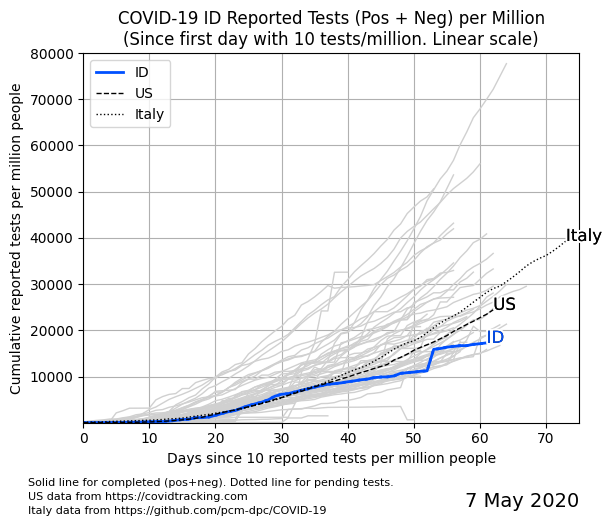 COVID-19 ID Reported Tests (Pos + Neg) per Million
(Since first day with 10 tests/million. Linear scale)
Cumulative reported tests per million people
80000
70000
60000
50000
40000
30000
20000
10000
ID
US
Italy
Italy
US
ID
0 10 20 30 40 50 60 70
Days since 10 reported tests per million people
Solid line for completed (pos+neg). Dotted line for pending tests.
US data from https://covidtracking.com
Italy data from https://github.com/pcm-dpc/COVID-19
7 May 2020